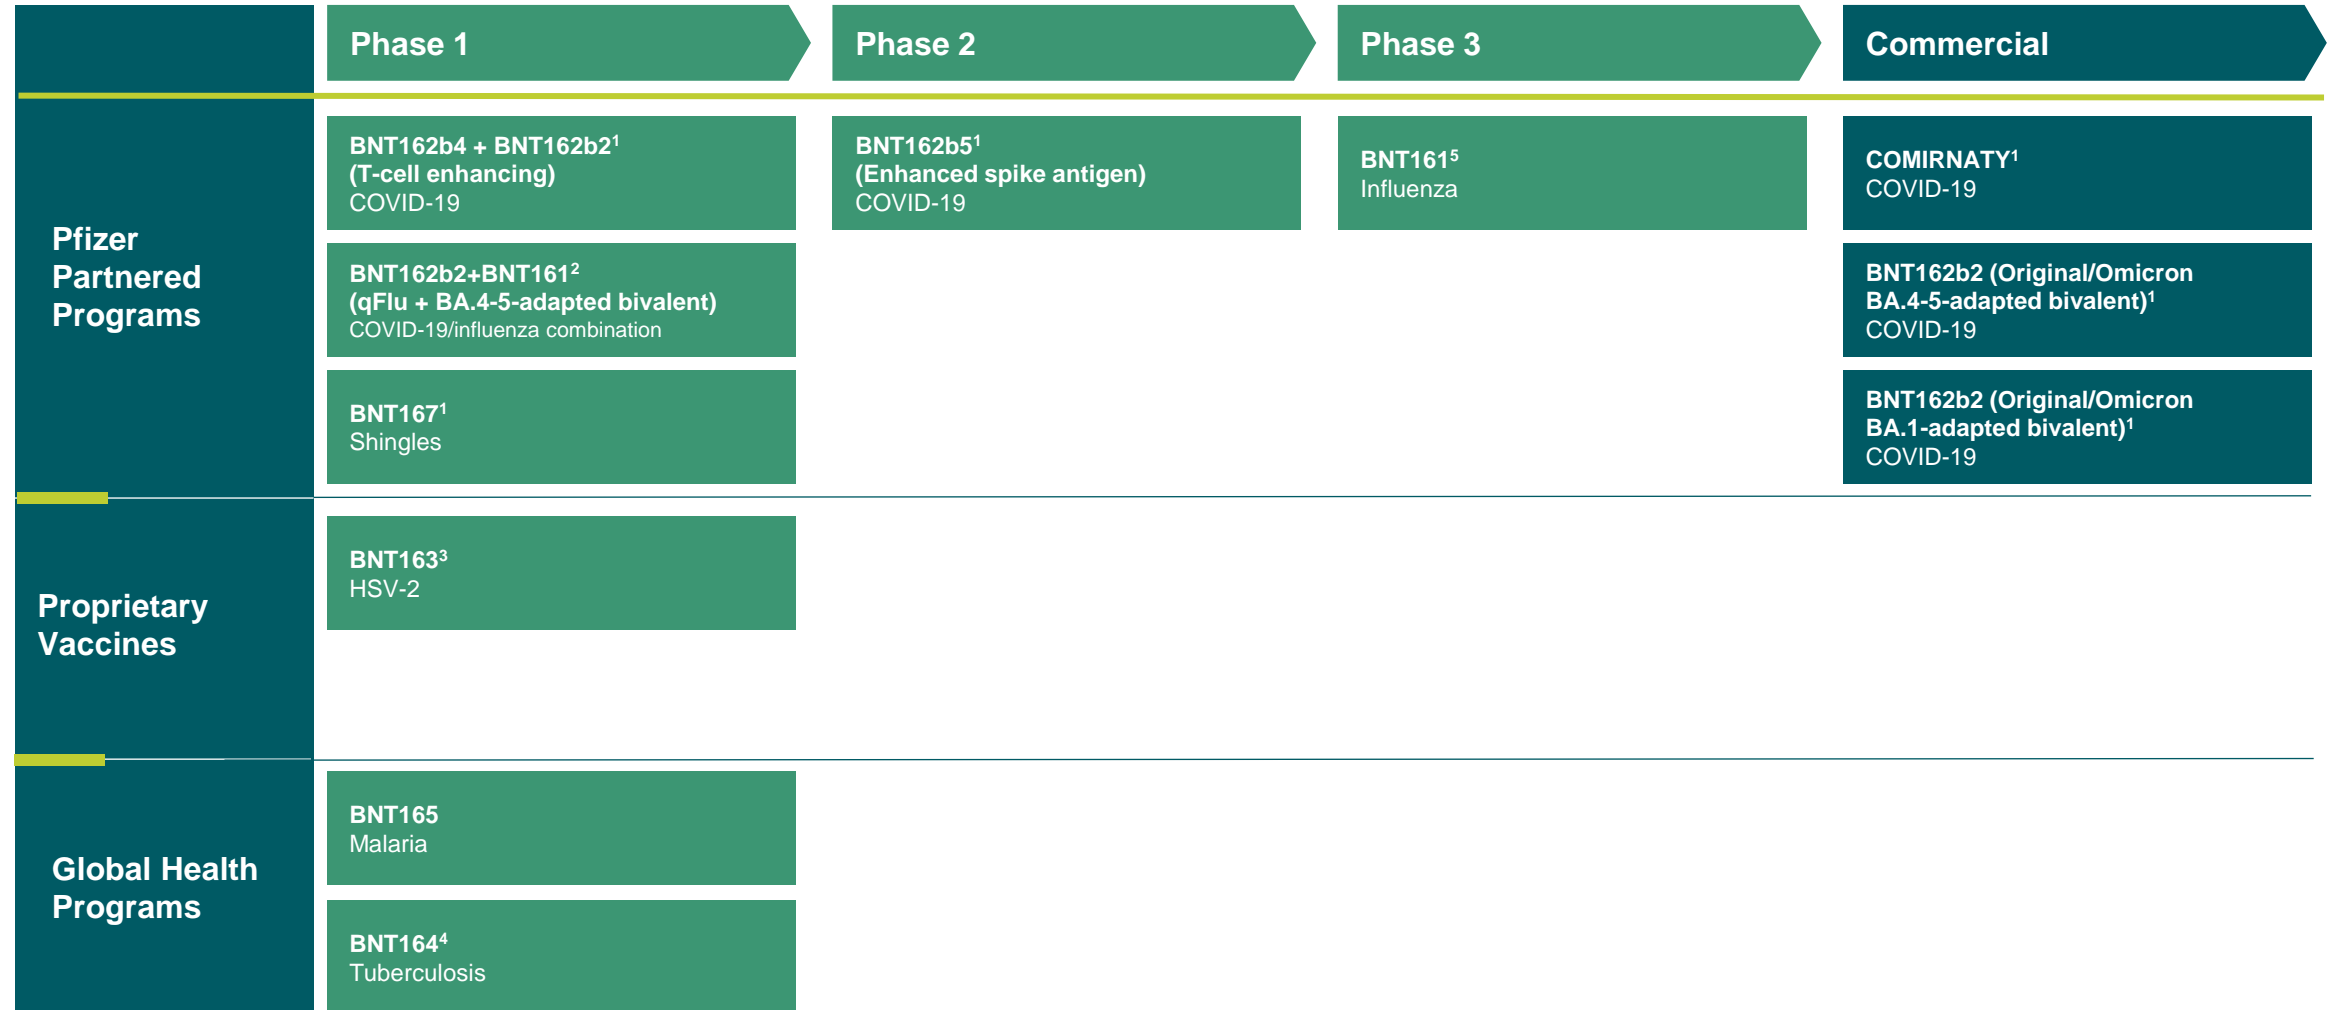 Phase 1
Phase 2
Phase 3
Commercial
Pfizer
Partnered
Programs
BNT162b4 + BNT162b2¹
(T-cell enhancing)
COVID-19
BNT162b5¹
(Enhanced spike antigen)
COVID-19
BNT161⁵
Influenza
COMIRNATY¹
COVID-19
BNT162b2+BNT161²
(qFlu + BA.4-5-adapted bivalent)
COVID-19/influenza combination
BNT162b2 (Original/Omicron
BA.4-5-adapted bivalent)¹
COVID-19
BNT167¹
Shingles
BNT162b2 (Original/Omicron
BA.1-adapted bivalent)¹
COVID-19
Proprietary
Vaccines
BNT163³
HSV-2
Global Health
Programs
BNT165
Malaria
BNT164⁴
Tuberculosis